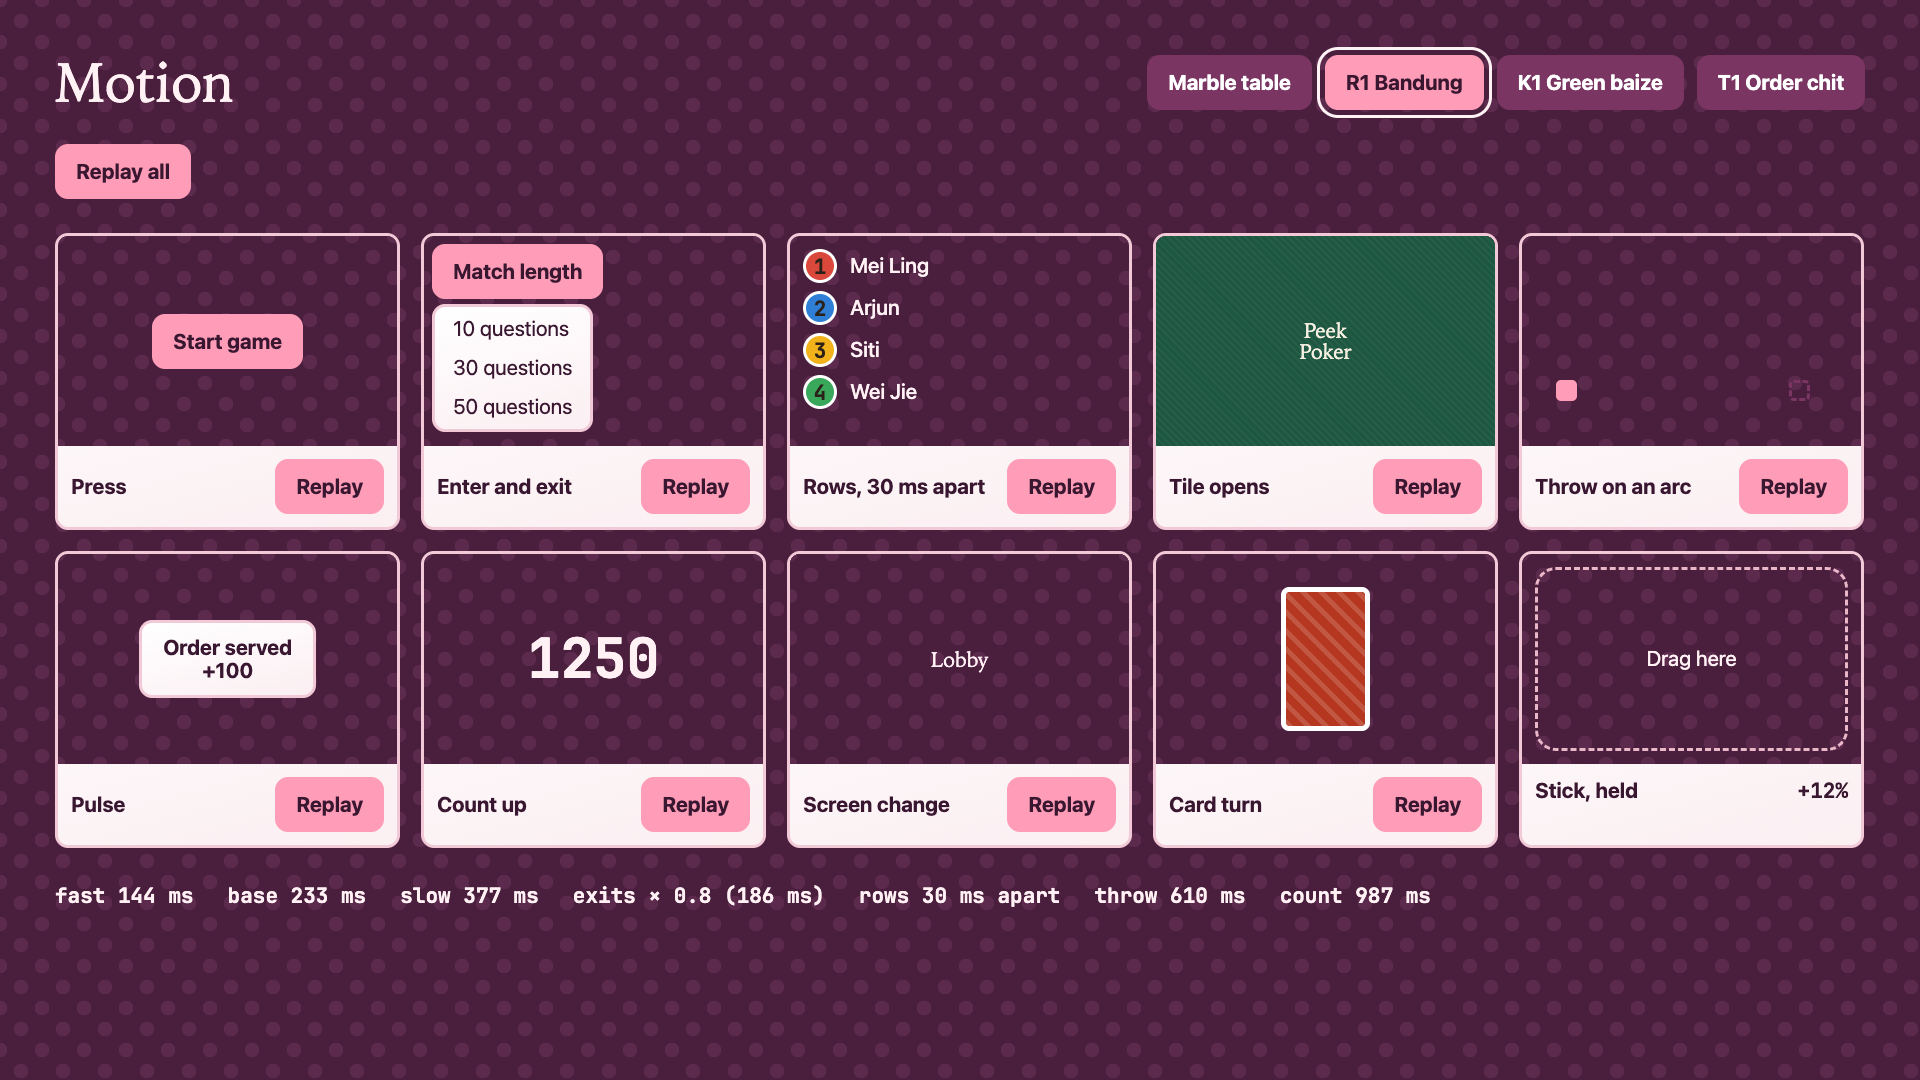 Motion
Marble table
R1 Bandung
K1 Green baize
T1 Order chit
Replay all
Start game
Press
Replay
Match length
10 questions
30 questions
50 questions
Enter and exit
Replay
1 Mei Ling
2 Arjun
3 Siti
4 Wei Jie
Rows, 30 ms apart
Replay
Peek
Poker
Tile opens
Replay
Throw on an arc
Replay
Order served
+100
Pulse
Replay
1250
Count up
Replay
Lobby
Screen change
Replay
Card turn
Replay
Drag here
Stick, held
+12%
fast 144 ms base 233 ms slow 377 ms exits × 0.8 (186 ms) rows 30 ms apart throw 610 ms count 987 ms